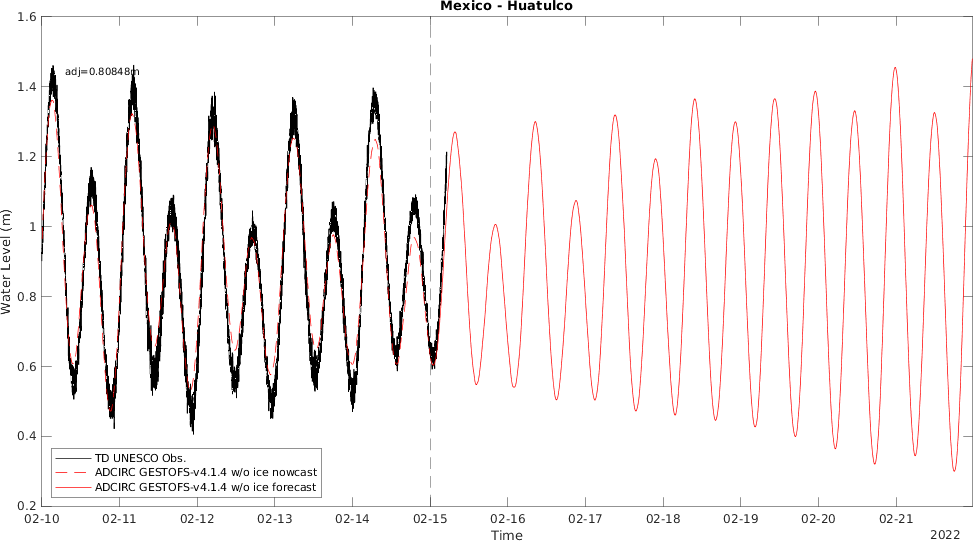 Mexico - Huatulco
1.6
1.4
1.2
1
0.8
0.6
0.4
0.2
Water Level (m)
adj=0.80848m
TD UNESCO Obs.
ADCIRC GESTOFS-v4.1.4 w/o ice nowcast
ADCIRC GESTOFS-v4.1.4 w/o ice forecast
02-10 02-11 02-12 02-13 02-14 02-15 02-16 02-17 02-18 02-19 02-20 02-21
Time
2022